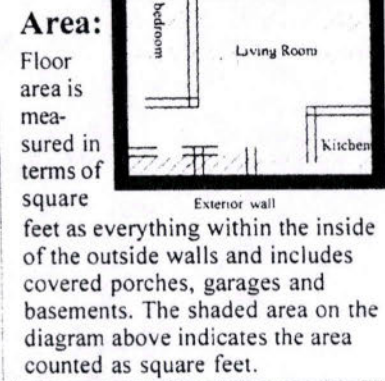 Area:
bedroom
Living Room
Kitchen
Exterior wall
Floor
area is
mea-
sured in
terms of
square
feet as everything within the inside
of the outside walls and includes
covered porches, garages and
basements. The shaded area on the
diagram above indicates the area
counted as square feet.